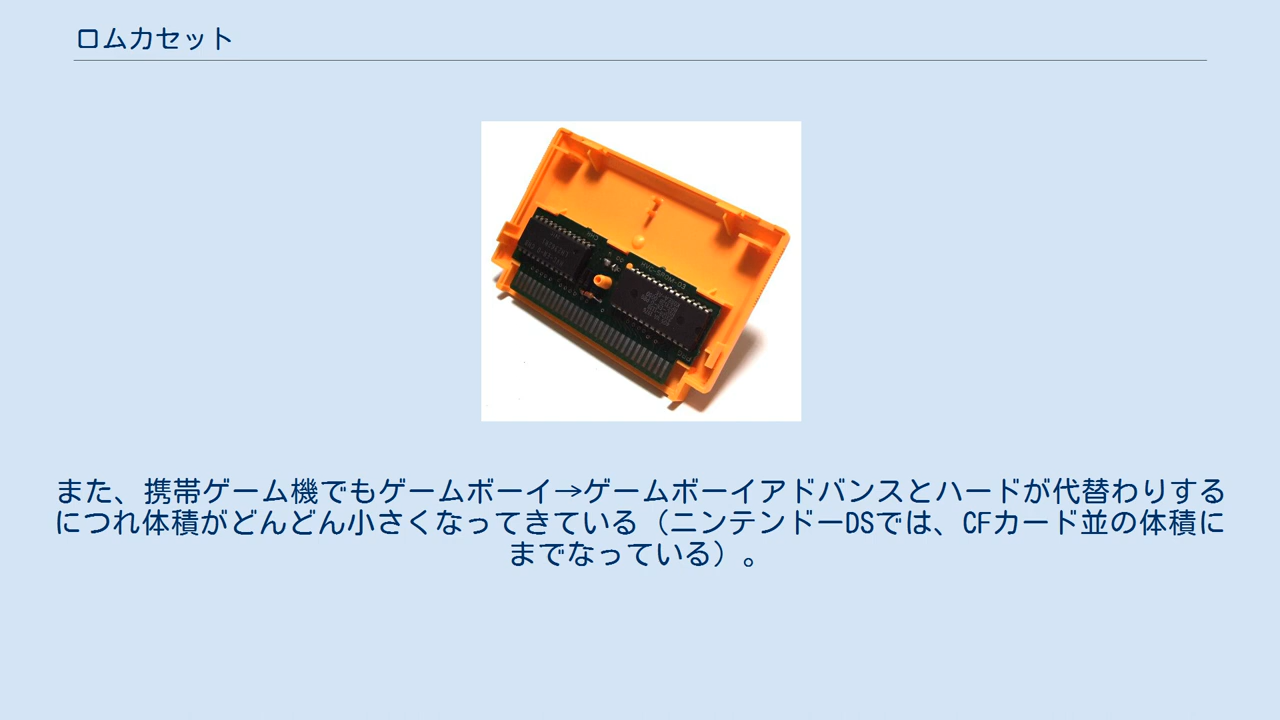 ロムカセット
HVC-SROM-03
また、携帯ゲーム機でもゲームボーイ→ゲームボーイアドバンスとハードが代替わりする
につれ体積がどんどん小さくなってきている（ニンテンドーDSでは、CFカード並の体積に
までなっている）。